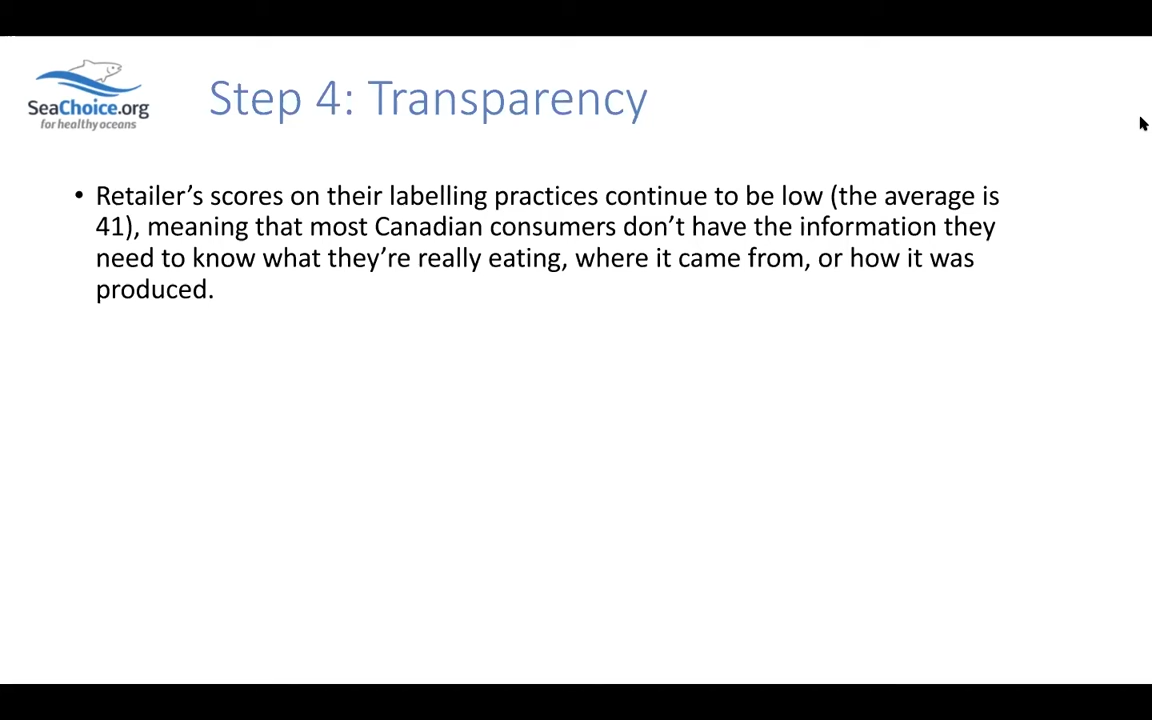 SeaChoice.org
for healthy oceans
Step 4: Transparency
• Retailer’s scores on their labelling practices continue to be low (the average is
41), meaning that most Canadian consumers don’t have the information they
need to know what they’re really eating, where it came from, or how it was
produced.